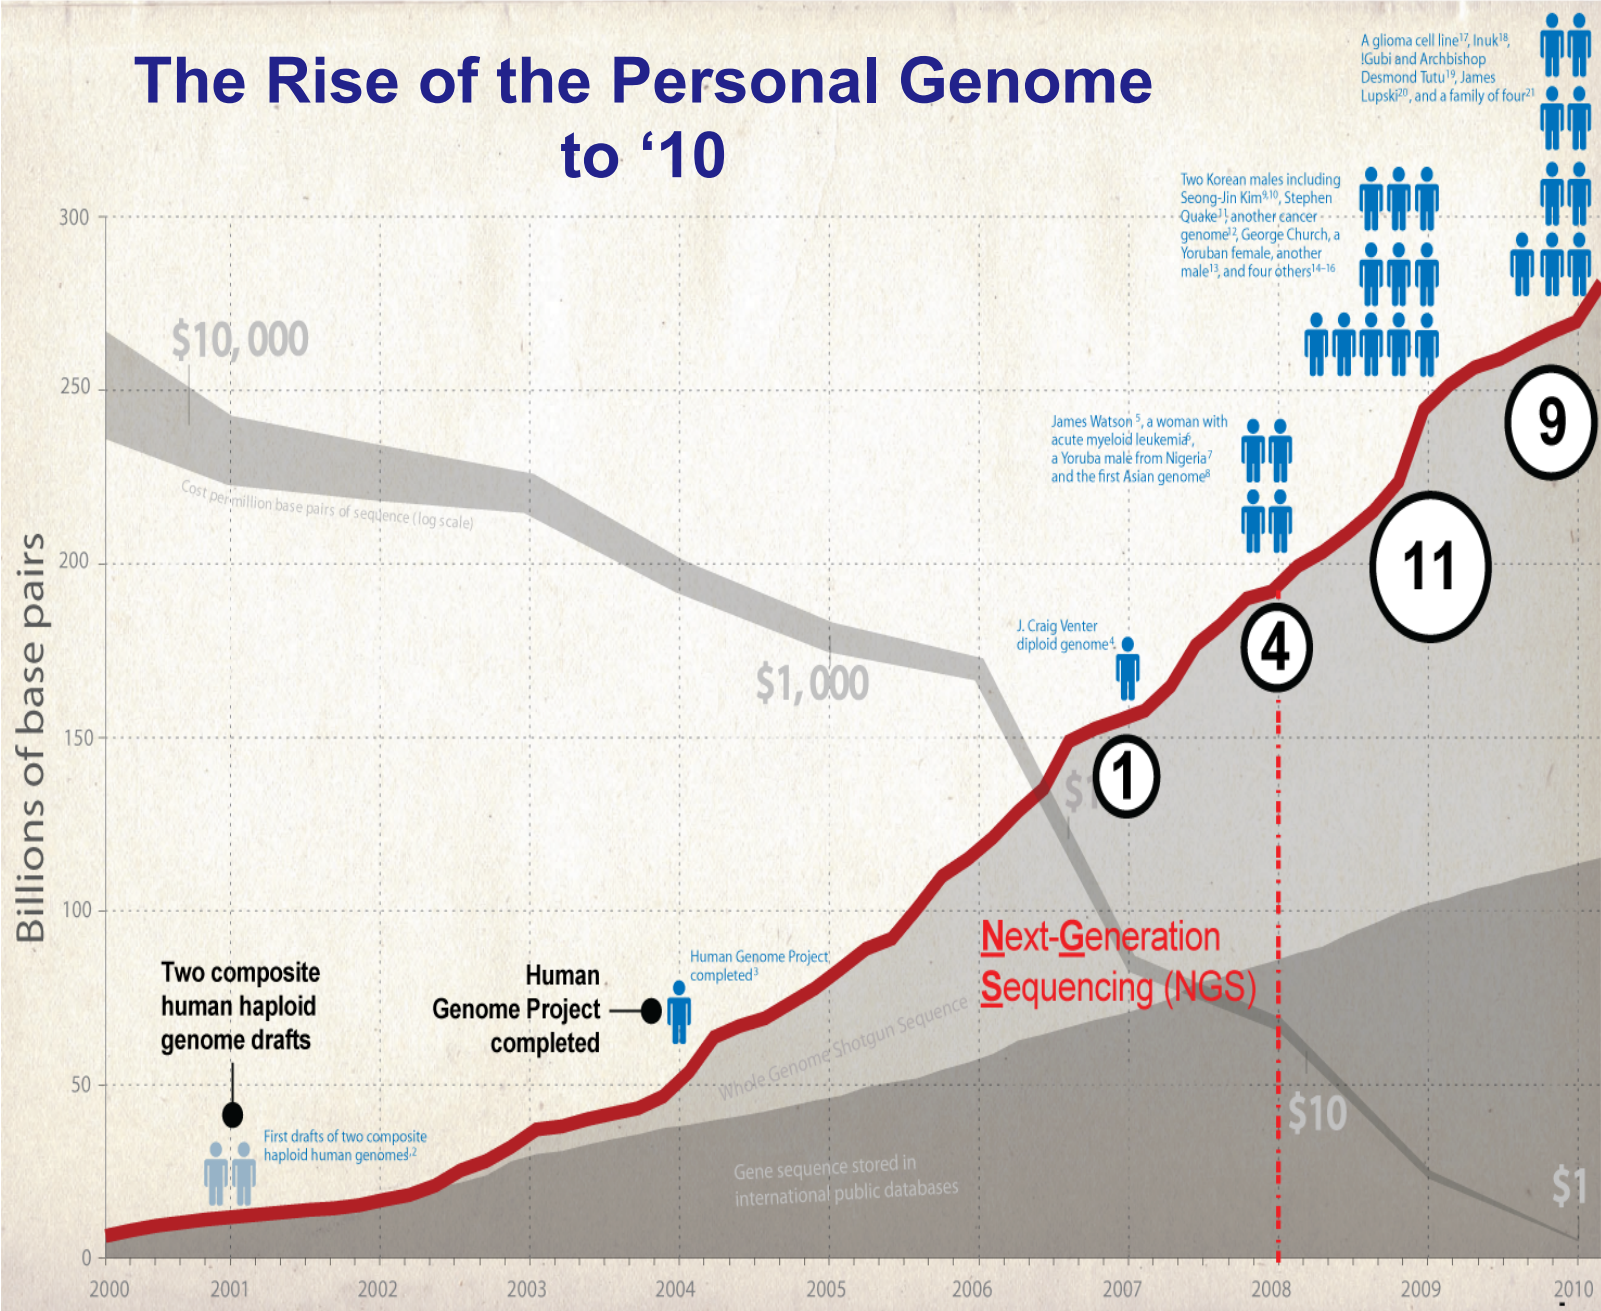 The Rise of the Personal Genome
to ‘10
A glioma cell line17, Inuk18,
!Gubi and Archbishop
Desmond Tutu19, James
Lupski20, and a family of four21
Two Korean males including
Seong-Jin Kim9,10, Stephen
Quake11, another cancer
genome12, George Church, a
Yoruban female, another
male13, and four others14–16
300
$10,000
250
9
James Watson 5, a woman with
acute myeloid leukemia6,
a Yoruba male from Nigeria7
and the first Asian genome8
Cost per million base pairs of sequence (log scale)
Billions of base pairs
200
11
J. Craig Venter
diploid genome4.
4
$1,000
150
1
100
Next-Generation
Sequencing (NGS)
Two composite
human haploid
genome drafts
Human
Genome Project
completed
Human Genome Project
completed3
Whole Genome Shotgun Sequence
50
$10
First drafts of two composite
haploid human genomes1,2
Gene sequence stored in
international public databases
$1
0
2000 2001 2002 2003 2004 2005 2006 2007 2008 2009 2010